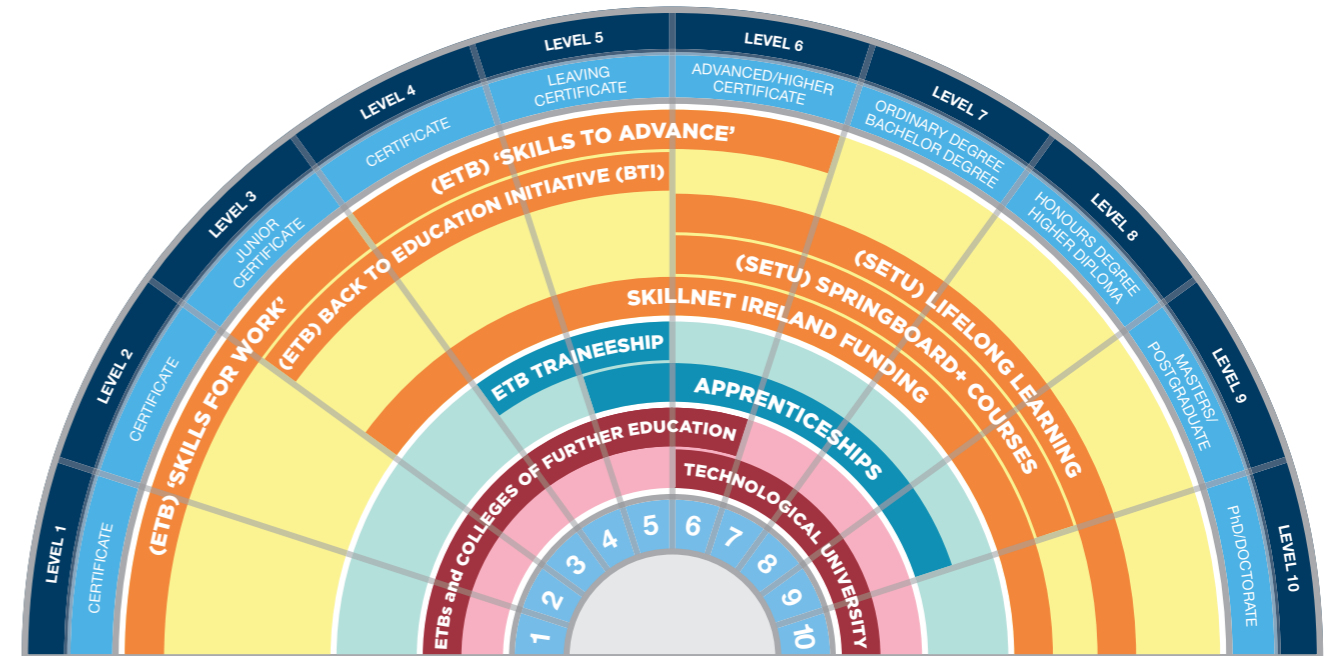 LEVEL 1
LEVEL 2
LEVEL 3
LEVEL 4
LEVEL 5
LEVEL 6
LEVEL 7
LEVEL 8
LEVEL 9
LEVEL 10
CERTIFICATE
CERTIFICATE
JUNIOR
CERTIFICATE
CERTIFICATE
LEAVING
CERTIFICATE
ADVANCED/HIGHER
CERTIFICATE
ORDINARY DEGREE
BACHELOR DEGREE
HONOURS DEGREE
HIGHER DIPLOMA
MASTERS/
POSTGRADUATE
PhD/DOCTORATE
(ETB) ‘SKILLS FOR WORK’
(ETB) ‘SKILLS TO ADVANCE’
(ETB) BACK TO EDUCATION INITIATIVE (BTI)
(SETU) LIFELONG LEARNING
(SETU) SPRINGBOARD+ COURSES
SKILLNET IRELAND FUNDING
ETB TRAINEESHIP
APPRENTICESHIPS
ETBs and COLLEGES OF FURTHER EDUCATION
TECHNOLOGICAL UNIVERSITY
1
2
3
4
5
6
7
8
9
10